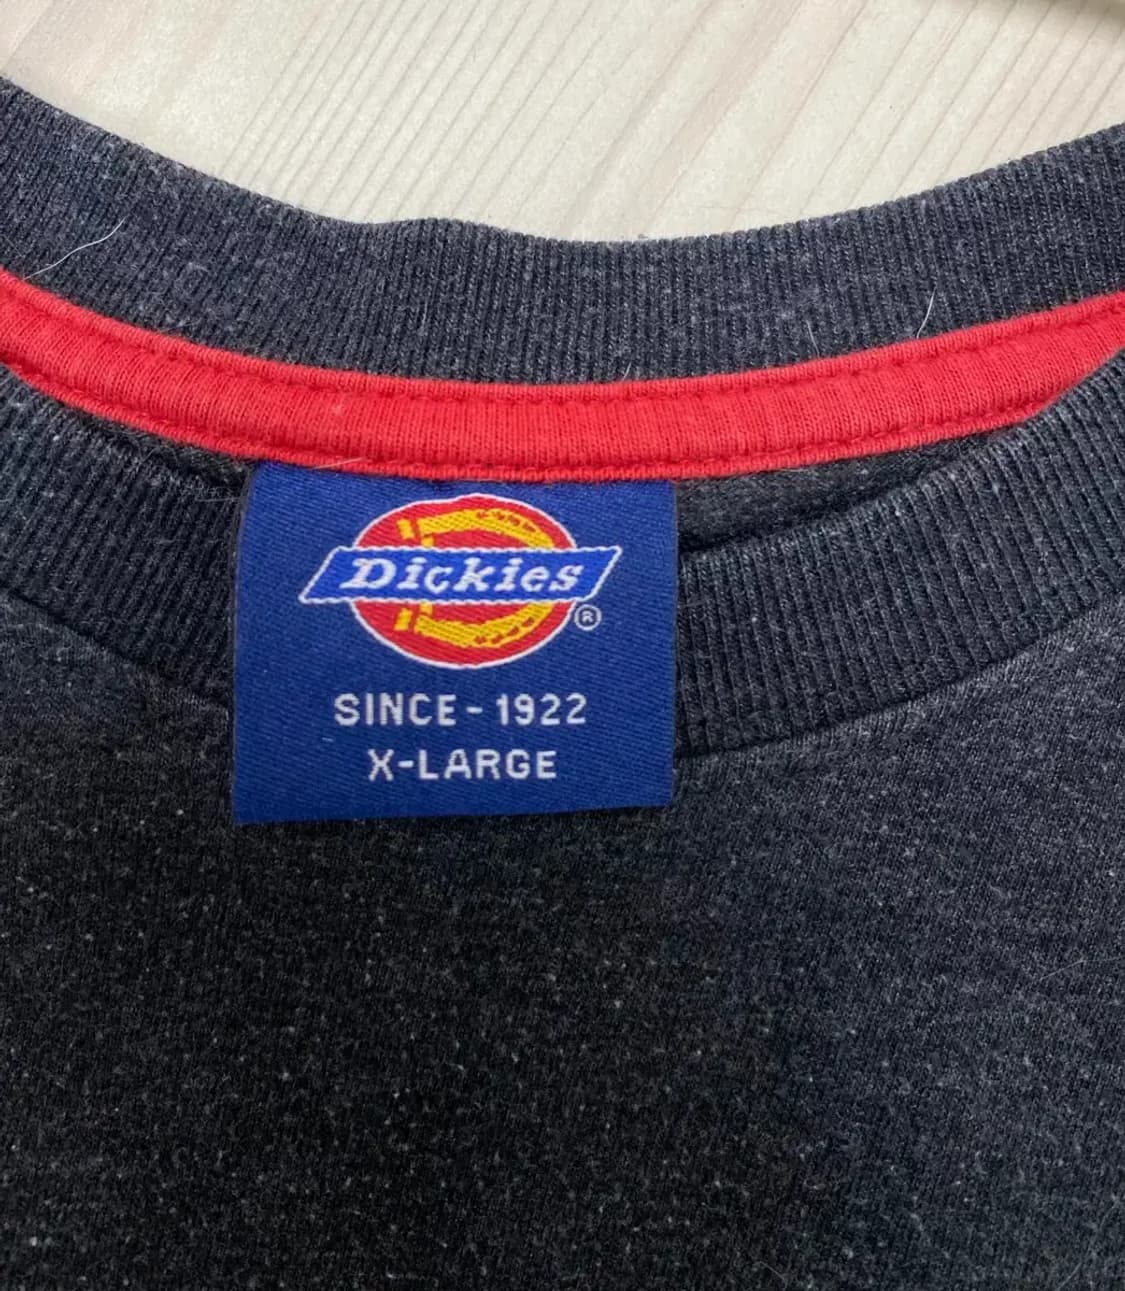 Dickies®
SINCE - 1922
X-LARGE